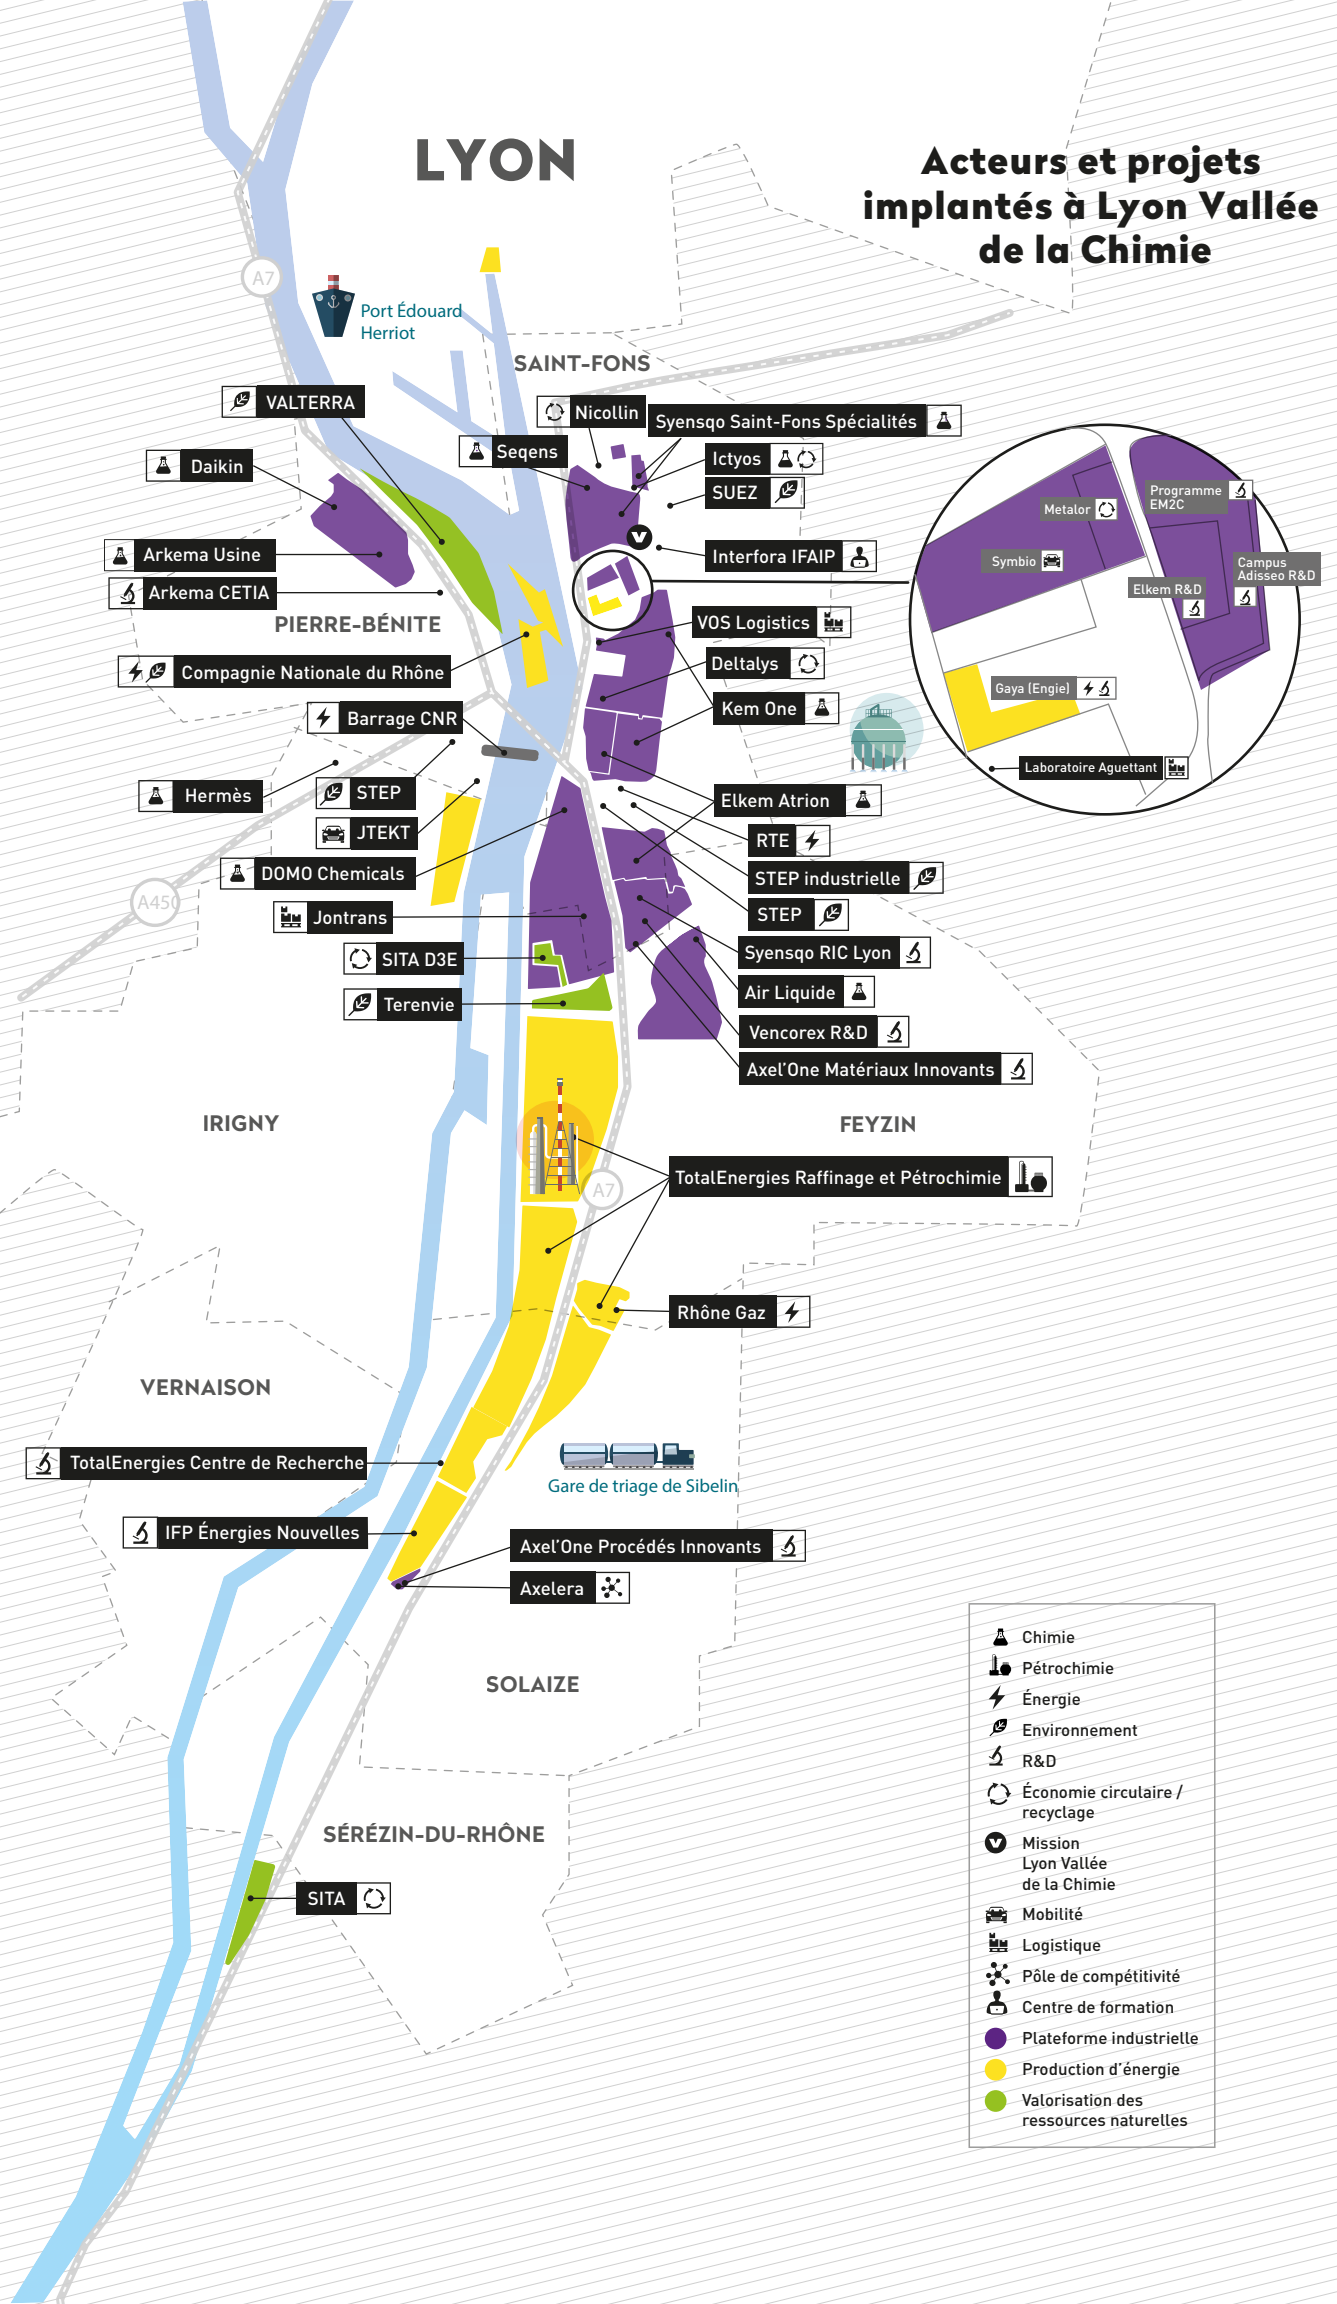 LYON
Acteurs et projets
implantés à Lyon Vallée
de la Chimie
A7
Port Édouard
Herriot
SAINT-FONS
VALTERRA
Nicollin
Syensqo Saint-Fons Spécialités
Seqens
Ictyos
Daikin
SUEZ
Arkema Usine
Interfora IFAIP
Arkema CETIA
PIERRE-BÉNITE
VOS Logistics
Compagnie Nationale du Rhône
Deltalys
Kem One
Barrage CNR
Hermès
STEP
Elkem Atrion
JTEKT
RTE
DOMO Chemicals
STEP industrielle
A450
Jontrans
STEP
SITA D3E
Syensqo RIC Lyon
Terenvie
Air Liquide
Vencorex R&D
Axel'One Matériaux Innovants
Metalor
Programme
EM2C
Symbio
Campus
Adisseo R&D
Elkem R&D
Gaya (Engie)
Laboratoire Aguettant
IRIGNY
FEYZIN
TotalEnergies Raffinage et Pétrochimie
A7
Rhône Gaz
VERNAISON
TotalEnergies Centre de Recherche
Gare de triage de Sibelin
IFP Énergies Nouvelles
Axel'One Procédés Innovants
Axelera
SOLAIZE
SÉRÉZIN-DU-RHÔNE
SITA
Chimie
Pétrochimie
Énergie
Environnement
R&D
Économie circulaire /
recyclage
Mission
Lyon Vallée
de la Chimie
Mobilité
Logistique
Pôle de compétitivité
Centre de formation
Plateforme industrielle
Production d'énergie
Valorisation des
ressources naturelles